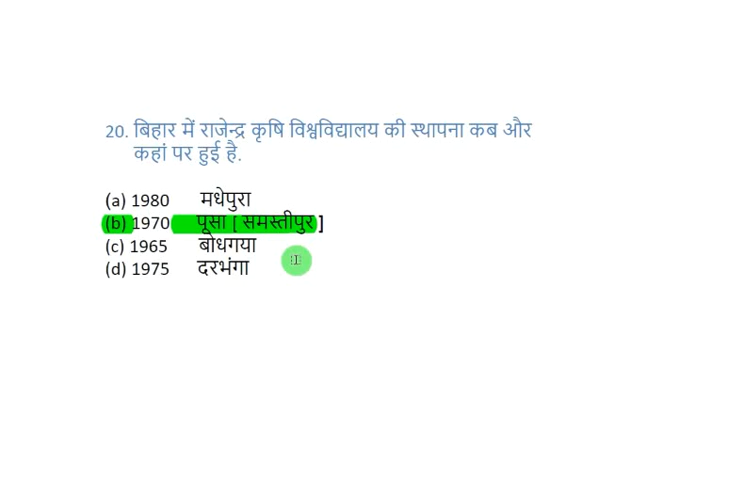 20. बिहार में राजेन्द्र कृषि विश्वविद्यालय की स्थापना कब और
कहां पर हुई है.
(a) 1980 मधेपुरा
(b) 1970 पूसा [ समस्तीपुर ]
(c) 1965 बोधगया
(d) 1975 दरभंगा